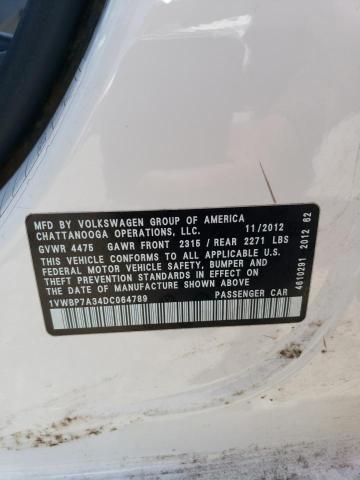 MFD BY VOLKSWAGEN GROUP OF AMERICA
CHATTANOOGA OPERATIONS, LLC. 11/2012
GVWR 4475 GAWR FRONT 2315 / REAR 2271 LBS
THIS VEHICLE CONFORMS TO ALL APPLICABLE U.S.
FEDERAL MOTOR VEHICLE SAFETY, BUMPER, AND
THEFT PREVENTION STANDARDS IN EFFECT ON THE
DATE OF MANUFACTURE SHOWN ABOVE.
1VWBP7A34DC064789 PASSENGER CAR
4610291 2012 62